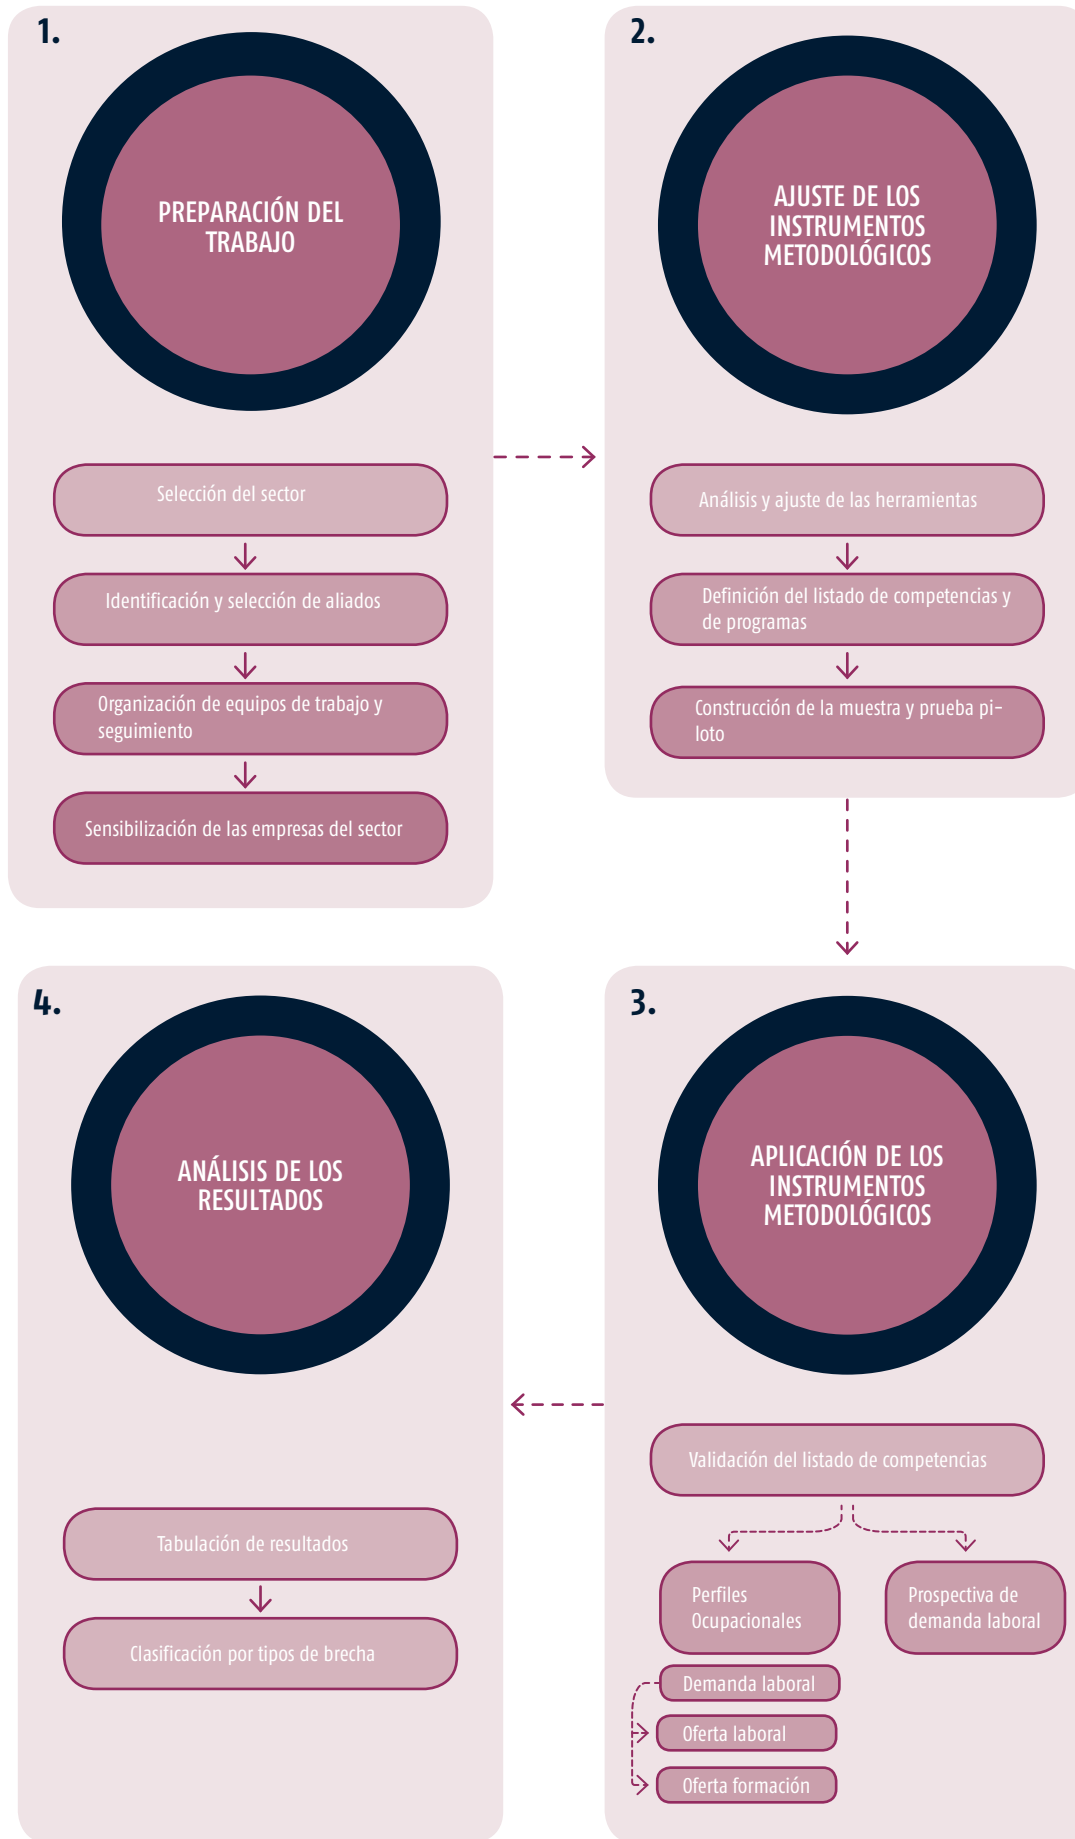 1.
PREPARACIÓN DEL
TRABAJO
Selección del sector
Identificación y selección de aliados
Organización de equipos de trabajo y
seguimiento
Sensibilización de las empresas del sector
2.
AJUSTE DE LOS
INSTRUMENTOS
METODOLÓGICOS
Análisis y ajuste de las herramientas
Definición del listado de competencias y
de programas
Construcción de la muestra y prueba pi-
loto
3.
APLICACIÓN DE LOS
INSTRUMENTOS
METODOLÓGICOS
Validación del listado de competencias
Perfiles
Ocupacionales
Prospectiva de
demanda laboral
Demanda laboral
Oferta laboral
Oferta formación
4.
ANÁLISIS DE LOS
RESULTADOS
Tabulación de resultados
Clasificación por tipos de brecha